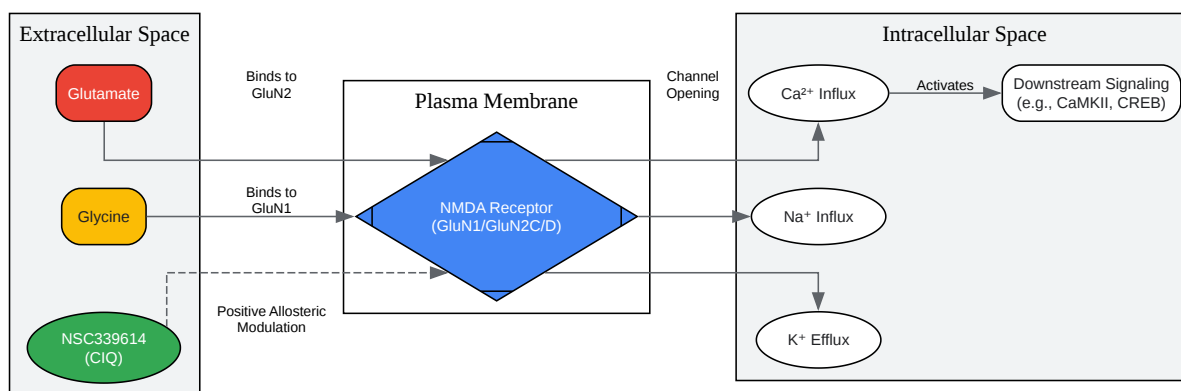 Extracellular Space
Glutamate
Glycine
NSC339614
(CIQ)
Binds to
GluN2
Binds to
GluN1
Positive Allosteric
Modulation
Plasma Membrane
NMDA Receptor
(GluN1/GluN2C/D)
Channel
Opening
Intracellular Space
Ca²⁺ Influx
Activates
Downstream Signaling
(e.g., CaMKII, CREB)
Na⁺ Influx
K⁺ Efflux